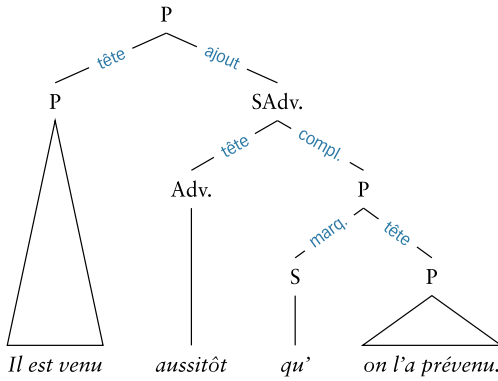 P
tête ajout
P SAdv.
tête compl.
Adv. P
marq. tête
S P
Il est venu aussitôt qu' on l'a prévenu.